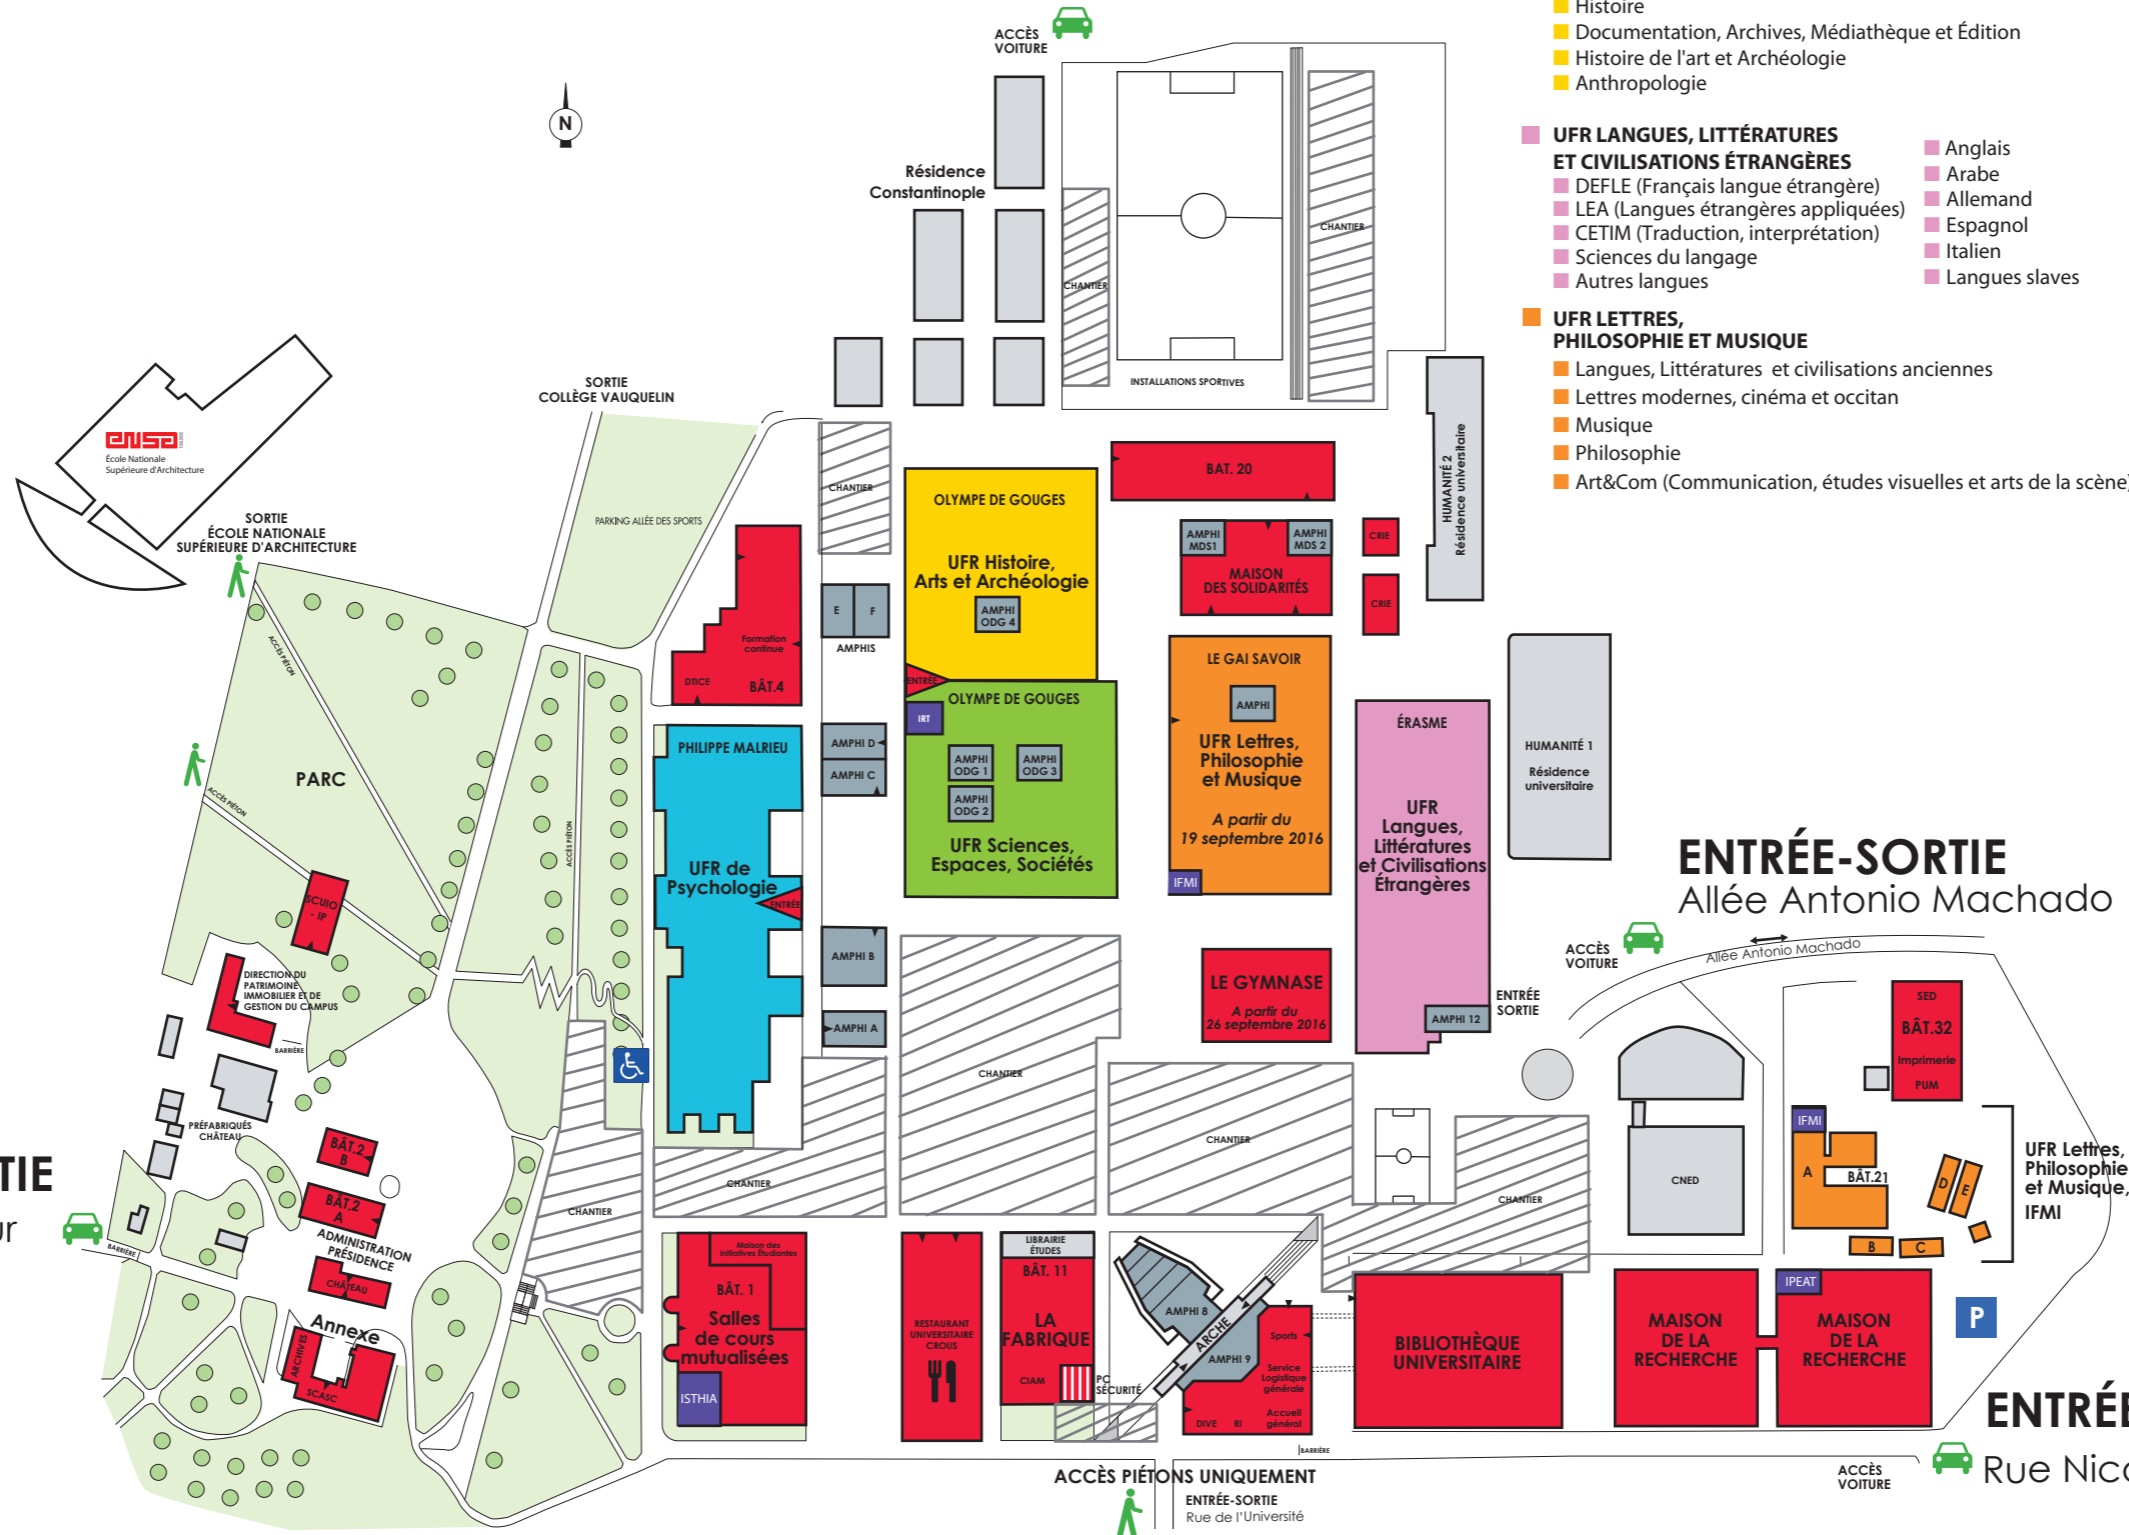 Histoire
Documentation, Archives, Médiathèque et Édition
Histoire de l'art et Archéologie
Anthropologie
UFR LANGUES, LITTÉRATURES
ET CIVILISATIONS ÉTRANGÈRES
DEFLE (Français langue étrangère)
LEA (Langues étrangères appliquées)
CETIM (Traduction, interprétation)
Sciences du langage
Autres langues
Anglais
Arabe
Allemand
Espagnol
Italien
Langues slaves
UFR LETTRES,
PHILOSOPHIE ET MUSIQUE
Langues, Littératures et civilisations anciennes
Lettres modernes, cinéma et occitan
Musique
Philosophie
Art&Com (Communication, études visuelles et arts de la scène)
ACCÈS
VOITURE
N
Résidence
Constantinople
CHANTIER
CHANTIER
INSTALLATIONS SPORTIVES
SORTIE
COLLÈGE VAUQUELIN
ensa
École Nationale
Supérieure d'Architecture
SORTIE
ÉCOLE NATIONALE
SUPÉRIEURE D'ARCHITECTURE
PARKING ALLÉE DES SPORTS
CHANTIER
OLYMPE DE GOUGES
UFR Histoire,
Arts et Archéologie
AMPHI
ODG 4
ENTRÉE
BAT. 20
AMPHI
MDS1
AMPHI
MDS 2
MAISON
DES SOLIDARITÉS
CRIE
CRIE
HUMANITÉ 2
Résidence universitaire
E
F
AMPHIS
Formation
continue
DTICE
BÂT.4
ACCÈS PIÉTON
PARC
ACCÈS PIÉTON
ACCÈS PIÉTON
PHILIPPE MALRIEU
UFR de
Psychologie
ENTRÉE
AMPHI D
AMPHI C
AMPHI B
AMPHI A
OLYMPE DE GOUGES
IRT
AMPHI
ODG 1
AMPHI
ODG 3
AMPHI
ODG 2
UFR Sciences,
Espaces, Sociétés
LE GAI SAVOIR
AMPHI
UFR Lettres,
Philosophie
et Musique
A partir du
19 septembre 2016
IFMI
ÉRASME
UFR
Langues,
Littératures
et Civilisations
Étrangères
AMPHI 12
ENTRÉE
SORTIE
HUMANITÉ 1
Résidence
universitaire
ENTRÉE-SORTIE
Allée Antonio Machado
ACCÈS
VOITURE
Allée Antonio Machado
LE GYMNASE
A partir du
26 septembre 2016
SCUIO
- IP
DIRECTION DU
PATRIMOINE
IMMOBILIER ET DE
GESTION DU CAMPUS
BARRIÈRE
PRÉFABRIQUÉS
CHÂTEAU
BÂT.2
B
BÂT.2
A
ADMINISTRATION
PRÉSIDENCE
CHÂTEAU
Annexe
ARCHIVES
SCASC
TIE
ur
BARRIÈRE
CHANTIER
CHANTIER
CHANTIER
CHANTIER
CHANTIER
SED
BÂT.32
Imprimerie
PUM
CNED
IFMI
A
BÂT.21
D
E
B
C
UFR Lettres,
Philosophie
et Musique,
IFMI
Maison des
Initiatives Étudiantes
BÂT. 1
Salles
de cours
mutualisées
ISTHIA
RESTAURANT
UNIVERSITAIRE
CROUS
LIBRAIRIE
ÉTUDES
BÂT. 11
LA
FABRIQUE
CIAM
PC
SÉCURITÉ
AMPHI 8
ARCHE
AMPHI 9
Sports
Service
Logistique
générale
Accueil
général
DIVE
RI
BIBLIOTHÈQUE
UNIVERSITAIRE
MAISON
DE LA
RECHERCHE
IPEAT
MAISON
DE LA
RECHERCHE
P
BARRIÈRE
ACCÈS PIÉTONS UNIQUEMENT
ENTRÉE-SORTIE
Rue de l'Université
ACCÈS
VOITURE
ENTRÉE
Rue Nico